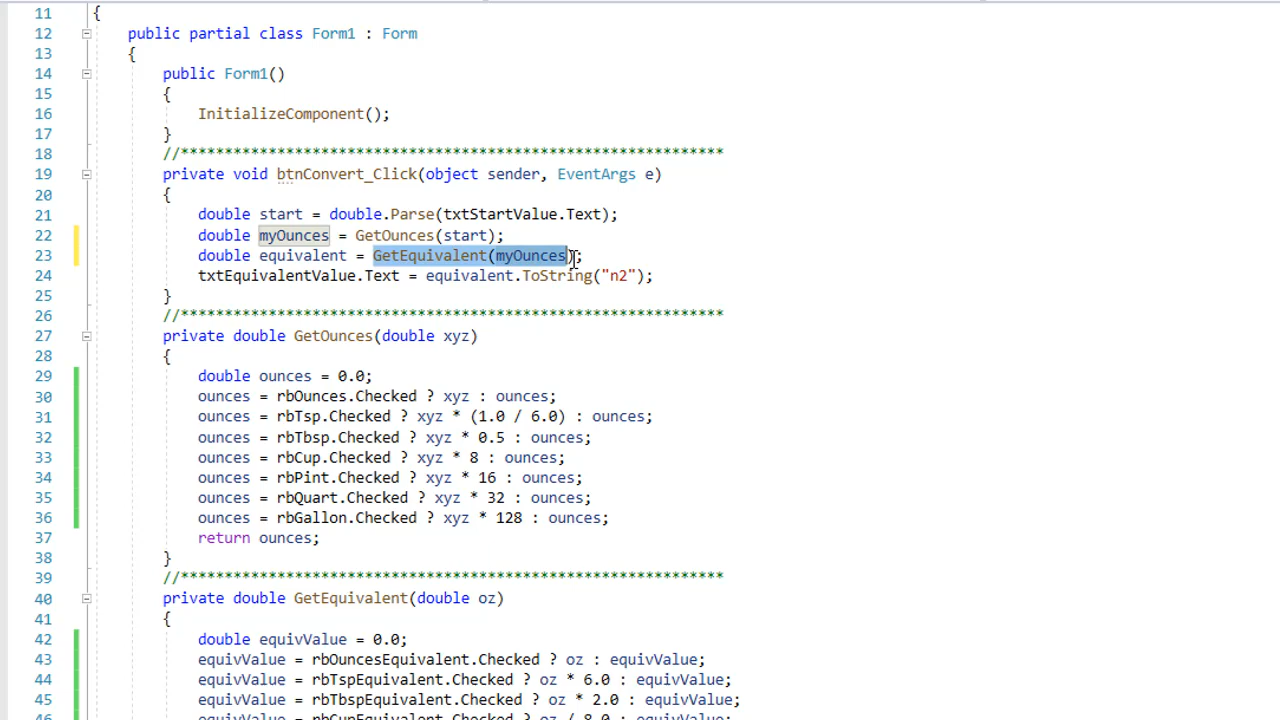 11 {
12 public partial class Form1 : Form
13 {
14 public Form1()
15 {
16 InitializeComponent();
17 }
18 //**************************************************************
19 private void btnConvert_Click(object sender, EventArgs e)
20 {
21 double start = double.Parse(txtStartValue.Text);
22 double myOunces = GetOunces(start);
23 double equivalent = GetEquivalent(myOunces);
24 txtEquivalentValue.Text = equivalent.ToString("n2");
25 }
26 //**************************************************************
27 private double GetOunces(double xyz)
28 {
29 double ounces = 0.0;
30 ounces = rbOunces.Checked ? xyz : ounces;
31 ounces = rbTsp.Checked ? xyz * (1.0 / 6.0) : ounces;
32 ounces = rbTbsp.Checked ? xyz * 0.5 : ounces;
33 ounces = rbCup.Checked ? xyz * 8 : ounces;
34 ounces = rbPint.Checked ? xyz * 16 : ounces;
35 ounces = rbQuart.Checked ? xyz * 32 : ounces;
36 ounces = rbGallon.Checked ? xyz * 128 : ounces;
37 return ounces;
38 }
39 //**************************************************************
40 private double GetEquivalent(double oz)
41 {
42 double equivValue = 0.0;
43 equivValue = rbOuncesEquivalent.Checked ? oz : equivValue;
44 equivValue = rbTspEquivalent.Checked ? oz * 6.0 : equivValue;
45 equivValue = rbTbspEquivalent.Checked ? oz * 2.0 : equivValue;
46 equivValue = rbCupEquivalent.Checked ? oz / 8.0 : equivValue;